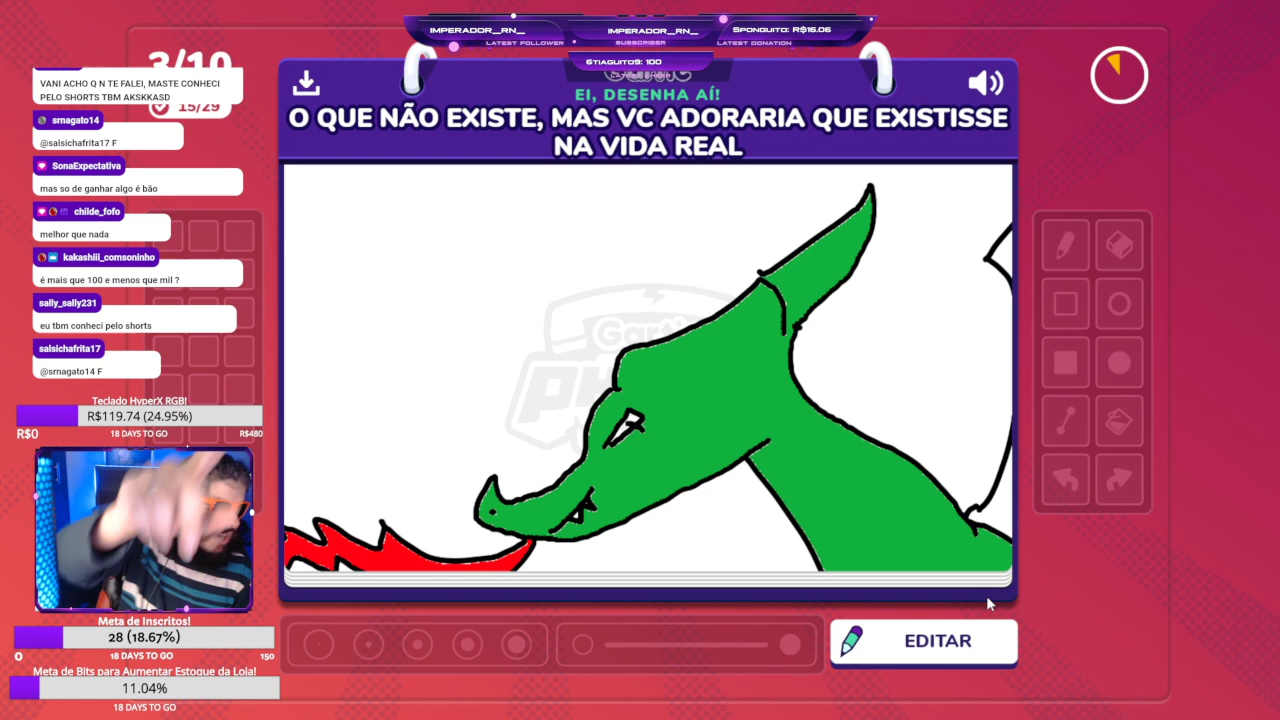 IMPERADOR_RN_
LATEST FOLLOWER
IMPERADOR_RN_
SUBSCRIBER
SPONGUITO: R$16.06
LATEST DONATION
6TIAGUITO9: 100
3/10
15/29
EI, DESENHA AÍ!
O QUE NÃO EXISTE, MAS VC ADORARIA QUE EXISTISSE
NA VIDA REAL
VANI ACHO Q N TE FALEI, MASTE CONHECI
PELO SHORTS TBM AKSKKASD
srnagato14
@salsichafrita17 F
SonaExpectativa
mas so de ganhar algo é bão
childe_fofo
melhor que nada
kakashiii_comsoninho
é mais que 100 e menos que mil ?
sally_sally231
eu tbm conheci pelo shorts
salsichafrita17
@srnagato14 F
Teclado HyperX RGB!
R$119.74 (24.95%)
R$0
18 DAYS TO GO
R$480
Meta de Inscritos!
28 (18.67%)
0
18 DAYS TO GO
150
Meta de Bits para Aumentar Estoque da Loja!
11.04%
18 DAYS TO GO
EDITAR